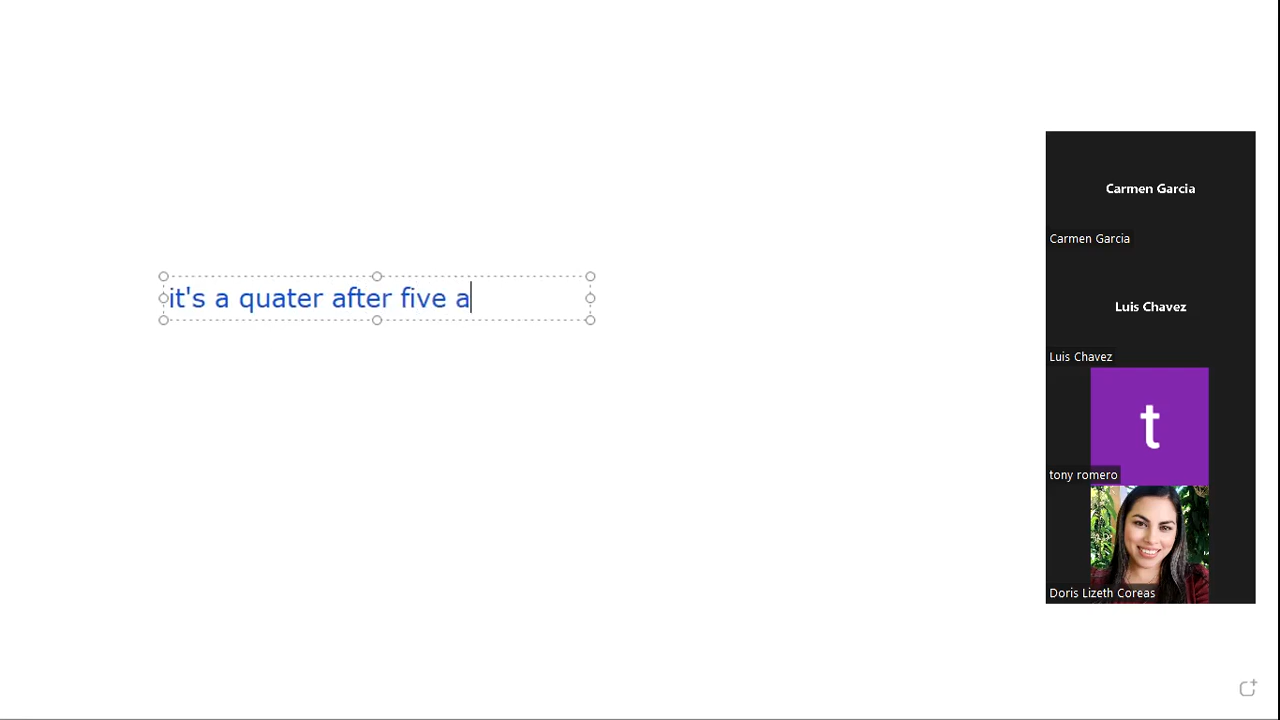 it's a quater after five a
Carmen Garcia
Carmen Garcia
Luis Chavez
Luis Chavez
t
tony romero
Doris Lizeth Coreas